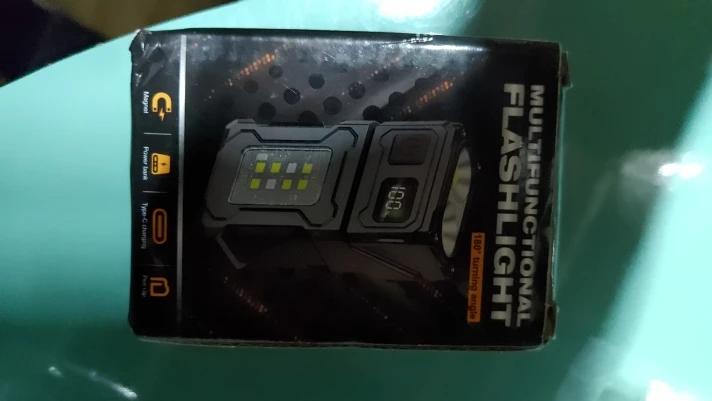 MULTIFUNCTIONAL
FLASHLIGHT
180° turning angle
100
Magnet
Power bank
Type-C charging
Pen clip